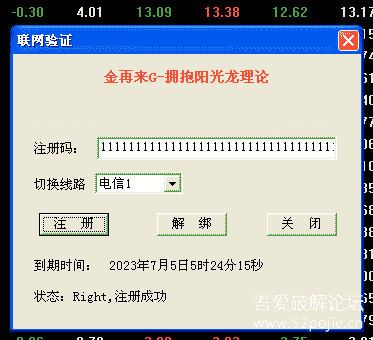 -0.30 4.01 13.09 13.38 12.62 13.17
联网验证
金再来G-拥抱阳光龙理论
注册码：
切换线路 电信1
注 册 解 绑 关 闭
到期时间： 2023年7月5日5时24分15秒
状态：Right,注册成功
吾爱破解论坛
www.52pojie.cn